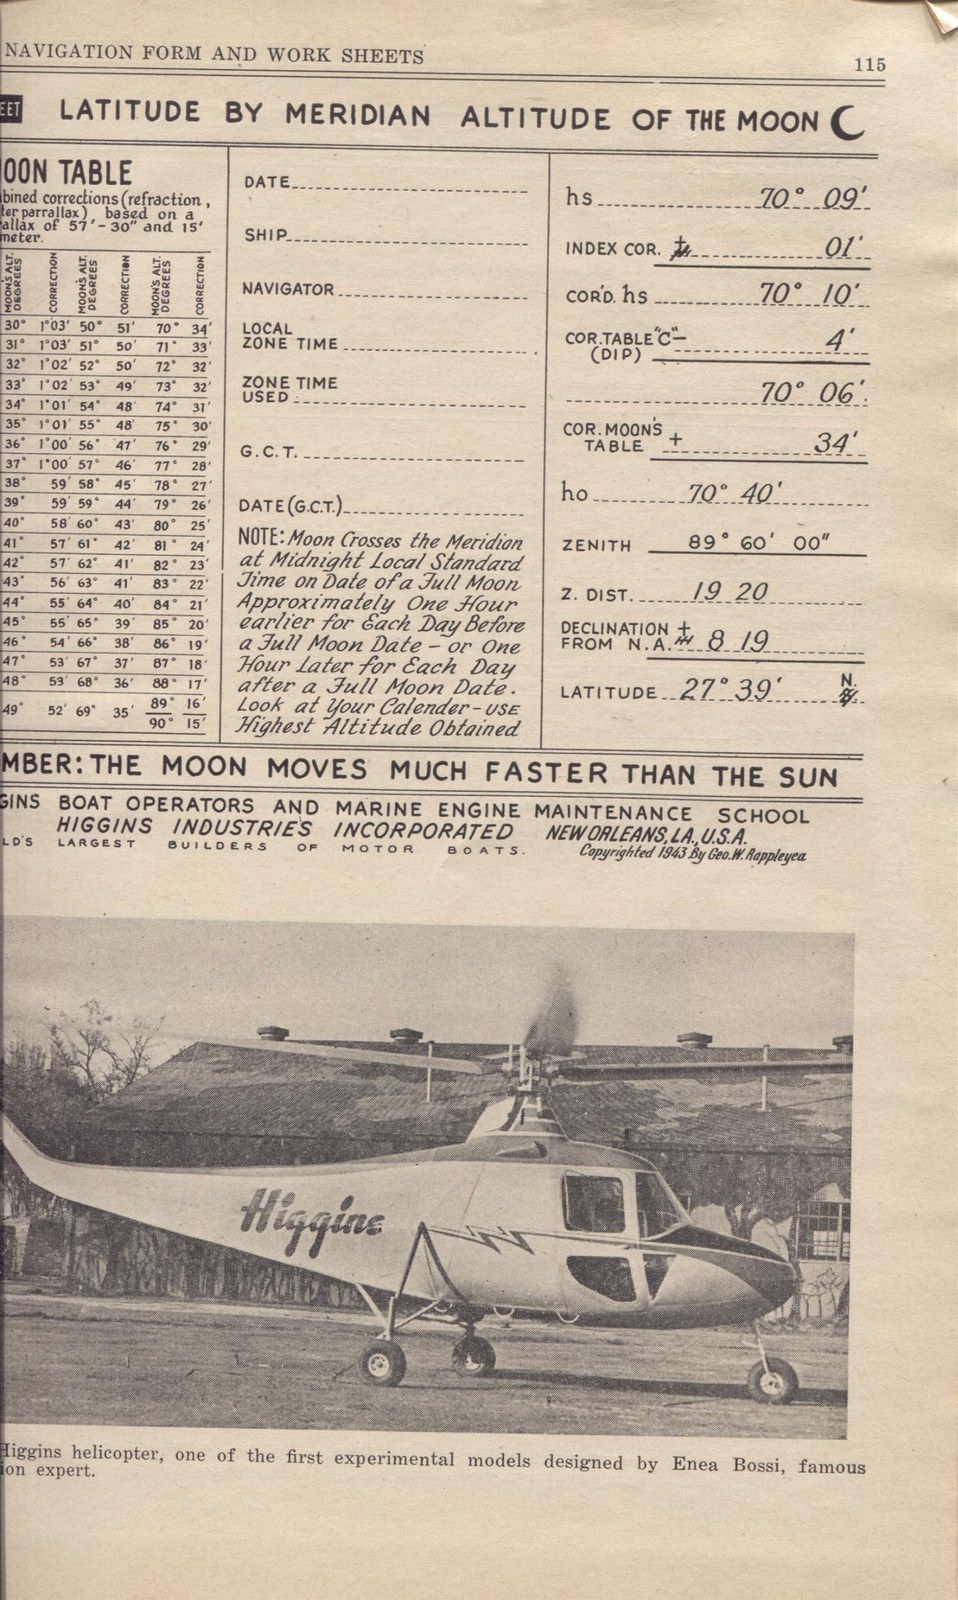 NAVIGATION FORM AND WORK SHEETS 115
EET LATITUDE BY MERIDIAN ALTITUDE OF THE MOON
OON TABLE
bined corrections (refraction,
ter parrallax), based on a
allax of 57'-30" and 15'
meter.
MOON'S ALT. DEGREES CORRECTION MOON'S ALT. DEGREES CORRECTION MOON'S ALT. DEGREES CORRECTION
30° 1°03' 50° 51' 70° 34'
31° 1°03' 51° 50' 71° 33'
32° 1°02' 52° 50' 72° 32'
33° 1°02' 53° 49' 73° 32'
34° 1°01' 54° 48' 74° 31'
35° 1°01' 55° 48' 75° 30'
36° 1°00' 56° 47' 76° 29'
37° 1°00' 57° 46' 77° 28'
38° 59' 58° 45' 78° 27'
39° 59' 59° 44' 79° 26'
40° 58' 60° 43' 80° 25'
41° 57' 61° 42' 81° 24'
42° 57' 62° 41' 82° 23'
43° 56' 63° 41' 83° 22'
44° 55' 64° 40' 84° 21'
45° 55' 65° 39' 85° 20'
46° 54' 66° 38' 86° 19'
47° 53' 67° 37' 87° 18'
48° 53' 68° 36' 88° 17'
49° 52' 69° 35' 89° 16'
90° 15'
DATE
SHIP
NAVIGATOR
LOCAL
ZONE TIME
ZONE TIME
USED
G.C.T.
DATE (G.C.T.)
NOTE: Moon Crosses the Meridian
at Midnight Local Standard
Time on Date of a Full Moon
Approximately One Hour
earlier for Each Day Before
a Full Moon Date - or One
Hour Later for Each Day
after a Full Moon Date.
Look at Your Calender - USE
Highest Altitude Obtained
hs 70° 09'
INDEX COR. + 01'
COR'D. hs 70° 10'
COR. TABLE "C" - 4'
(DIP)
70° 06'
COR. MOON'S
TABLE + 34'
ho 70° 40'
ZENITH 89° 60' 00"
Z. DIST. 19 20
DECLINATION +
FROM N.A. 8 19
LATITUDE 27° 39' N.
MBER: THE MOON MOVES MUCH FASTER THAN THE SUN
GINS BOAT OPERATORS AND MARINE ENGINE MAINTENANCE SCHOOL
HIGGINS INDUSTRIES INCORPORATED NEW ORLEANS, LA., U.S.A.
LD'S LARGEST BUILDERS OF MOTOR BOATS. Copyrighted 1943 By Geo. W. Rappleyea
Higgins
Higgins helicopter, one of the first experimental models designed by Enea Bossi, famous
ion expert.